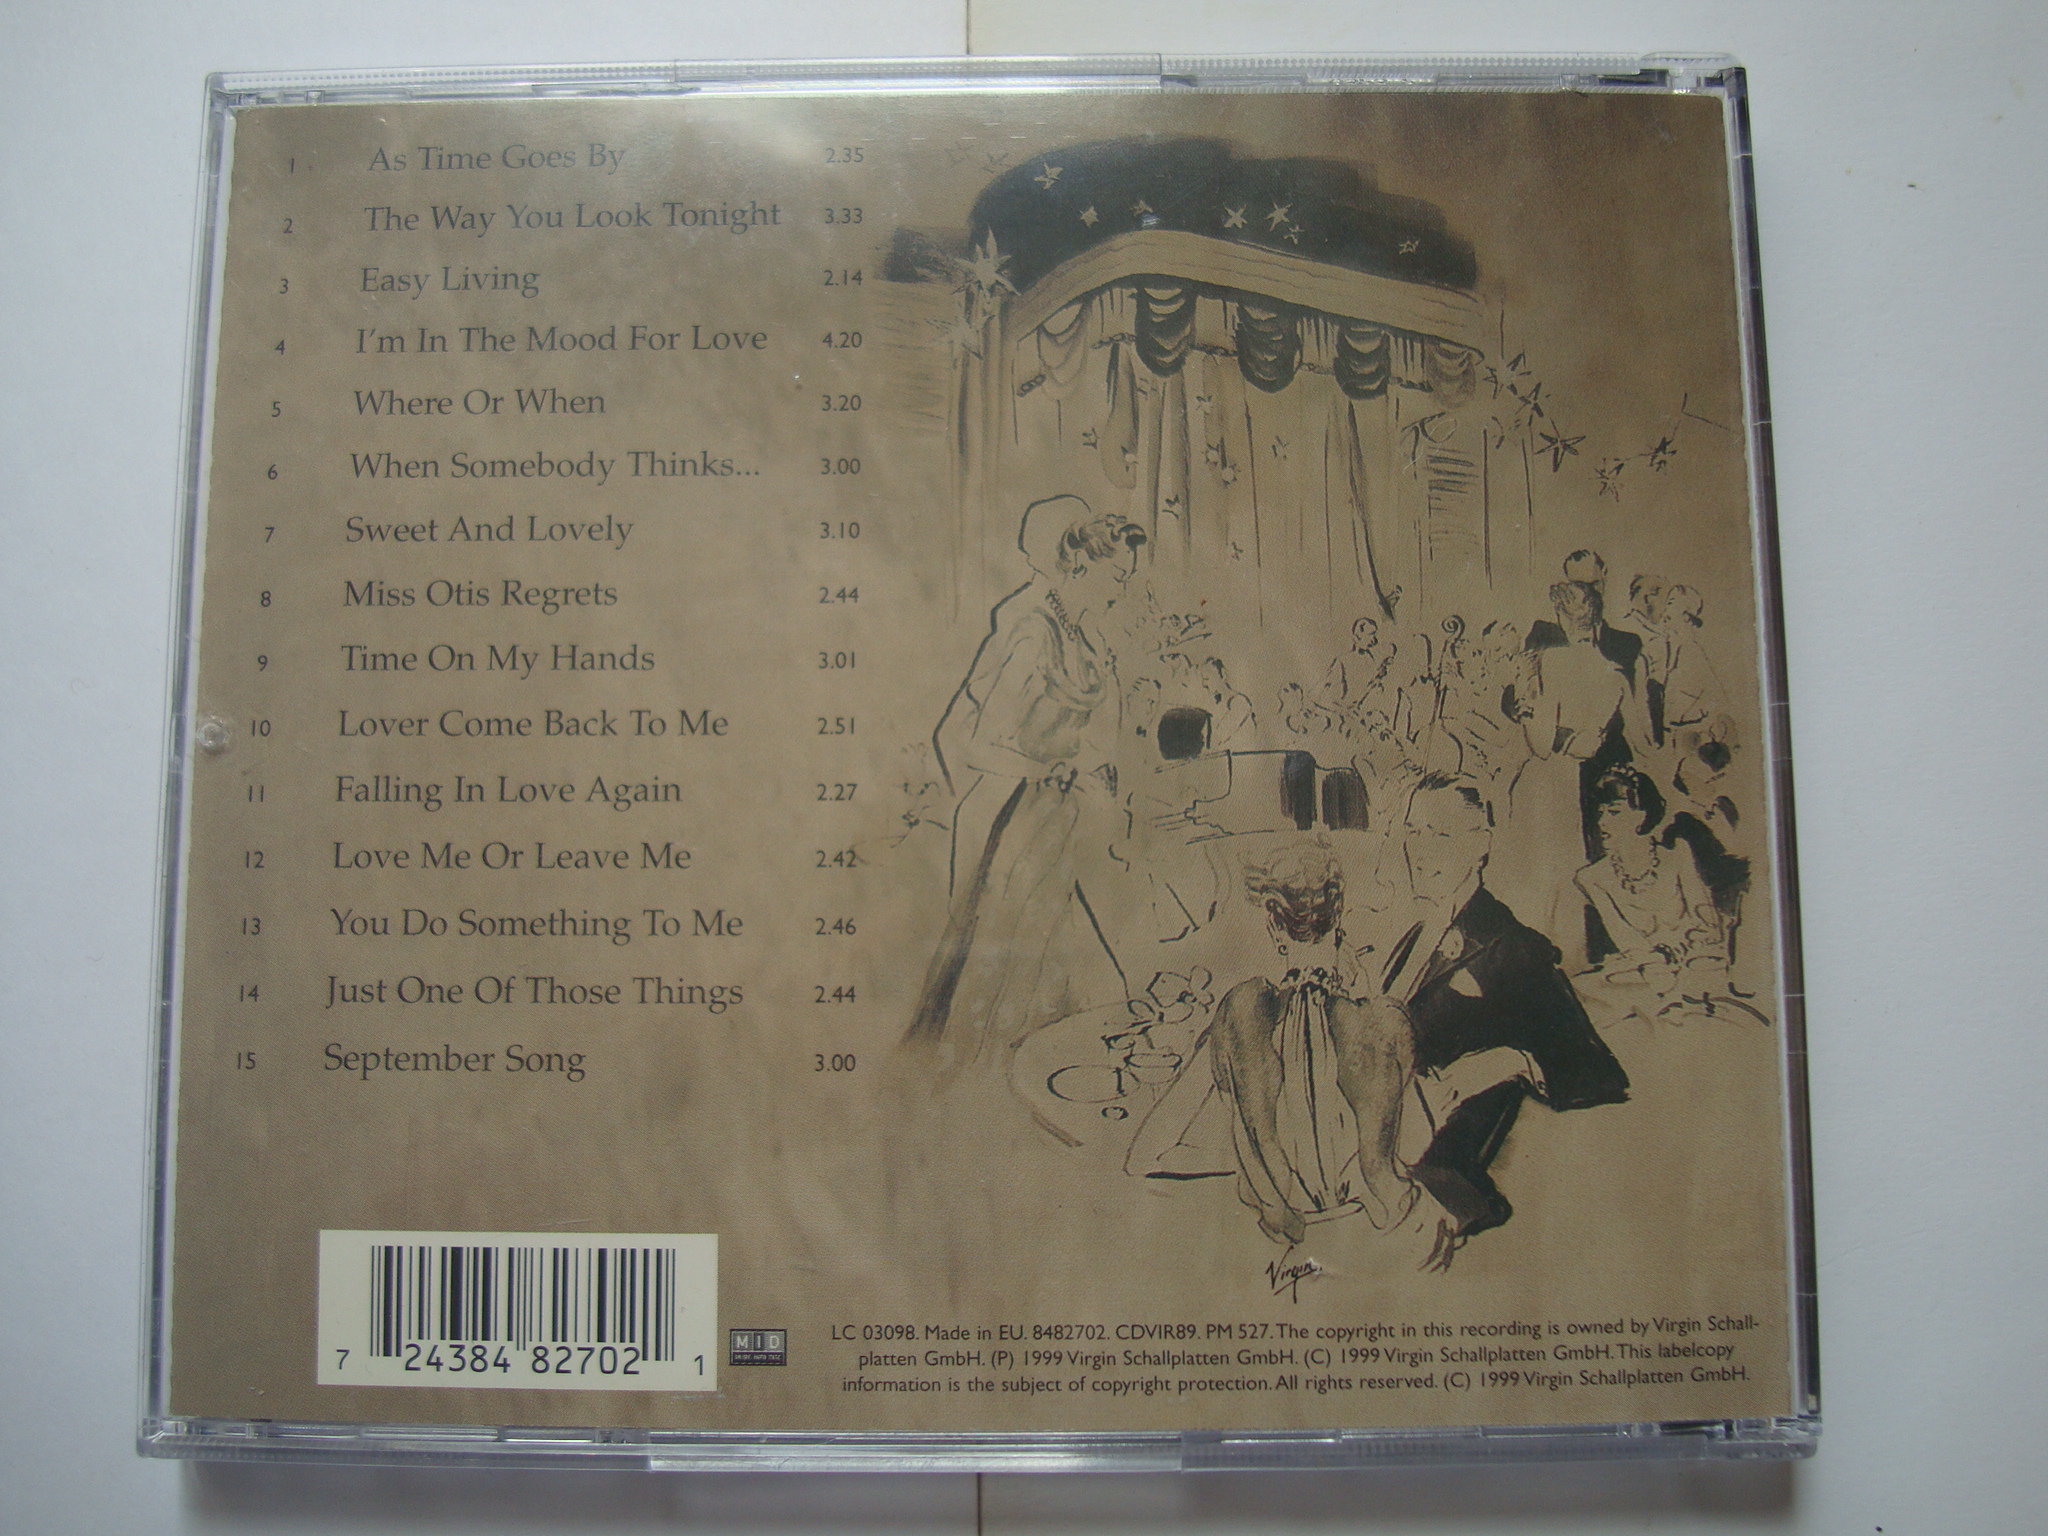 1 As Time Goes By 2.35
2 The Way You Look Tonight 3.33
3 Easy Living 2.14
4 I'm In The Mood For Love 4.20
5 Where Or When 3.20
6 When Somebody Thinks... 3.00
7 Sweet And Lovely 3.10
8 Miss Otis Regrets 2.44
9 Time On My Hands 3.01
10 Lover Come Back To Me 2.51
11 Falling In Love Again 2.27
12 Love Me Or Leave Me 2.42
13 You Do Something To Me 2.46
14 Just One Of Those Things 2.44
15 September Song 3.00
Virgin
7 24384 82702 1
MID
LC 03098. Made in EU. 8482702. CDVIR89. PM 527. The copyright in this recording is owned by Virgin Schall-
platten GmbH. (P) 1999 Virgin Schallplatten GmbH. (C) 1999 Virgin Schallplatten GmbH. This labelcopy
information is the subject of copyright protection. All rights reserved. (C) 1999 Virgin Schallplatten GmbH.